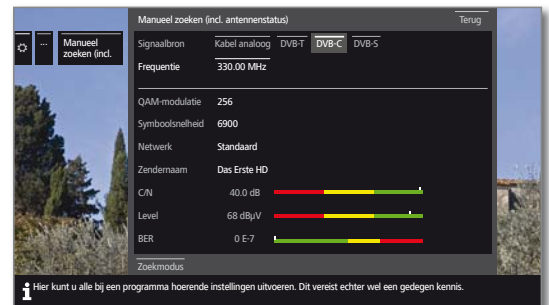 Manueel zoeken (incl. antennenstatus) Terug
... Manueel
zoeken (incl.
Signaalbron Kabel analoog DVB-T DVB-C DVB-S
Frequentie 330.00 MHz
QAM-modulatie 256
Symboolsnelheid 6900
Netwerk Standaard
Zendernaam Das Erste HD
C/N 40.0 dB
Level 68 dBµV
BER 0 E-7
Zoekmodus
i Hier kunt u alle bij een programma hoerende instellingen uitvoeren. Dit vereist echter wel een gedegen kennis.